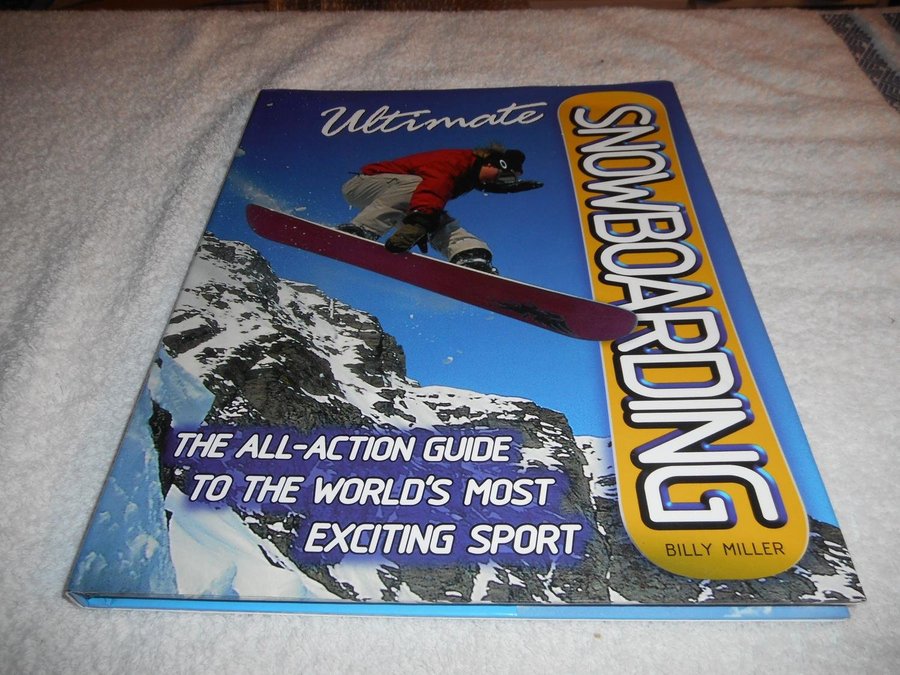 Ultimate
SNOWBOARDING
THE ALL-ACTION GUIDE
TO THE WORLD'S MOST
EXCITING SPORT
BILLY MILLER